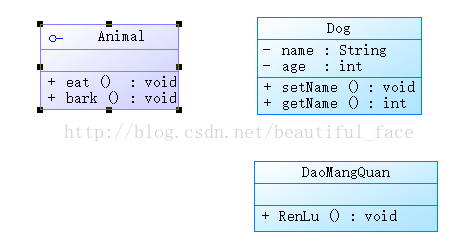 Animal
+ eat () : void
+ bark () : void
Dog
- name : String
- age : int
+ setName () : void
+ getName () : int
http://blog.csdn.net/beautiful_face
DaoMangQuan
+ RenLu () : void